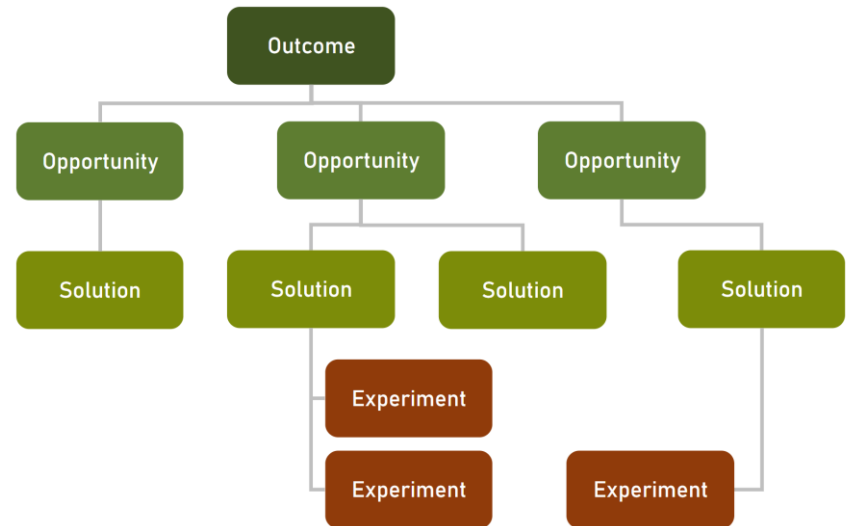 Outcome
Opportunity
Opportunity
Opportunity
Solution
Solution
Solution
Solution
Experiment
Experiment
Experiment